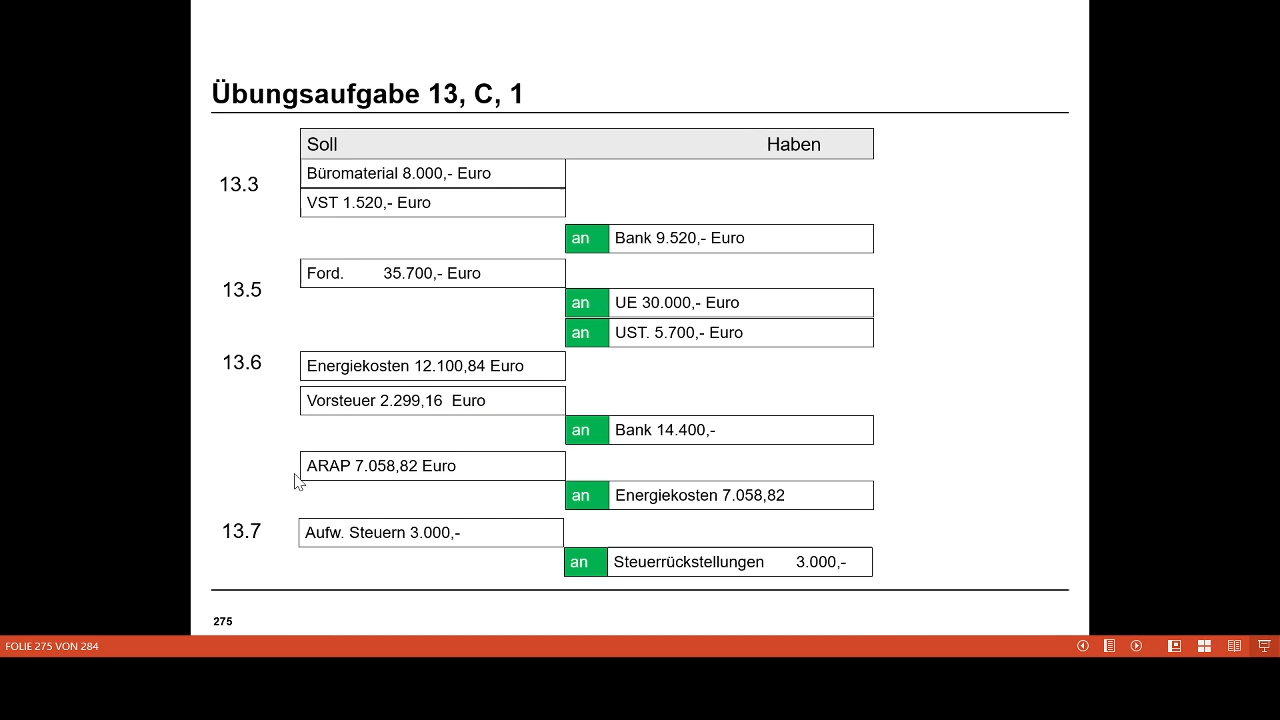 Übungsaufgabe 13, C, 1
Soll Haben
13.3
Büromaterial 8.000,- Euro
VST 1.520,- Euro
an Bank 9.520,- Euro
13.5
Ford. 35.700,- Euro
an UE 30.000,- Euro
an UST. 5.700,- Euro
13.6
Energiekosten 12.100,84 Euro
Vorsteuer 2.299,16 Euro
an Bank 14.400,-
ARAP 7.058,82 Euro
an Energiekosten 7.058,82
13.7
Aufw. Steuern 3.000,-
an Steuerrückstellungen 3.000,-
275
FOLIE 275 VON 284